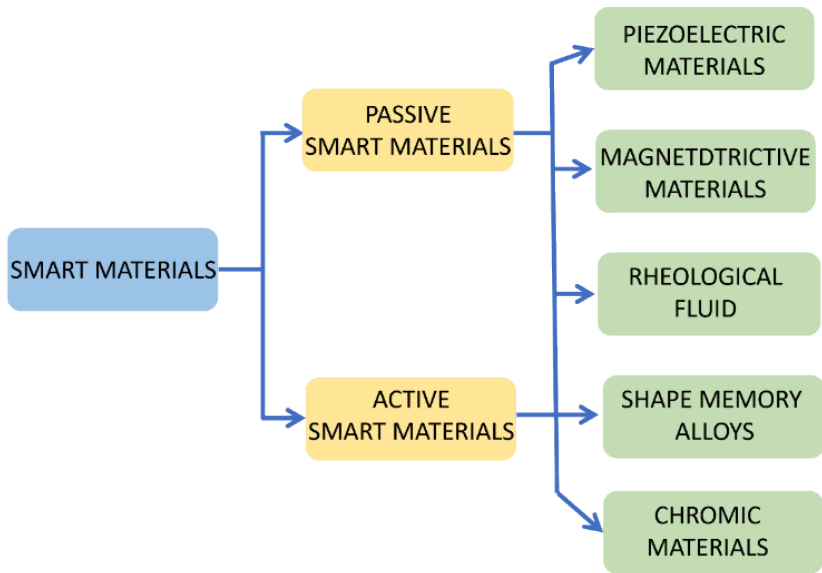 SMART MATERIALS
PASSIVE
SMART MATERIALS
ACTIVE
SMART MATERIALS
PIEZOELECTRIC
MATERIALS
MAGNETDTRICTIVE
MATERIALS
RHEOLOGICAL
FLUID
SHAPE MEMORY
ALLOYS
CHROMIC
MATERIALS